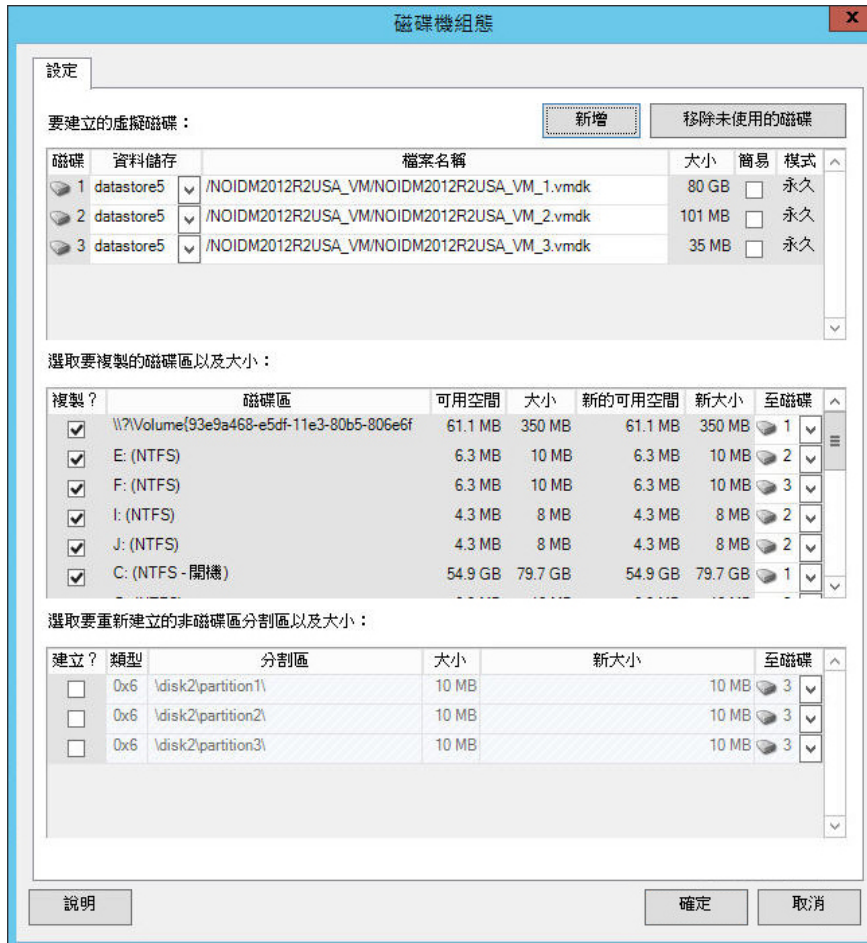 磁碟機組態
x
設定
要建立的虛擬磁碟：
新增
移除未使用的磁碟
磁碟 資料儲存 檔案名稱 大小 簡易 模式
1 datastore5 /NOIDM2012R2USA_VM/NOIDM2012R2USA_VM_1.vmdk 80 GB 永久
2 datastore5 /NOIDM2012R2USA_VM/NOIDM2012R2USA_VM_2.vmdk 101 MB 永久
3 datastore5 /NOIDM2012R2USA_VM/NOIDM2012R2USA_VM_3.vmdk 35 MB 永久
選取要複製的磁碟區以及大小：
複製？ 磁碟區 可用空間 大小 新的可用空間 新大小 至磁碟
\\?\Volume{93e9a468-e5df-11e3-80b5-806e6f 61.1 MB 350 MB 61.1 MB 350 MB 1
E: (NTFS) 6.3 MB 10 MB 6.3 MB 10 MB 2
F: (NTFS) 6.3 MB 10 MB 6.3 MB 10 MB 3
I: (NTFS) 4.3 MB 8 MB 4.3 MB 8 MB 2
J: (NTFS) 4.3 MB 8 MB 4.3 MB 8 MB 2
C: (NTFS - 開機) 54.9 GB 79.7 GB 54.9 GB 79.7 GB 1
選取要重新建立的非磁碟區分割區以及大小：
建立？ 類型 分割區 大小 新大小 至磁碟
0x6 \disk2\partition1\ 10 MB 10 MB 3
0x6 \disk2\partition2\ 10 MB 10 MB 3
0x6 \disk2\partition3\ 10 MB 10 MB 3
說明
確定
取消